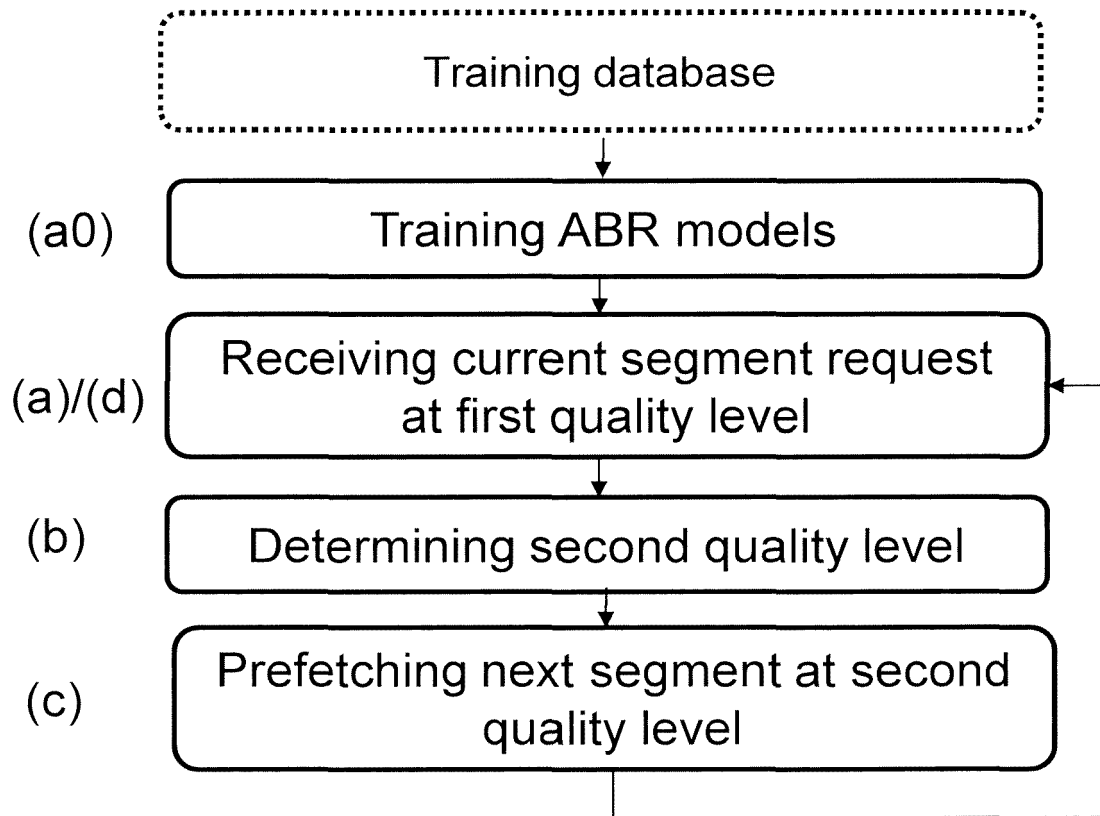 Training database
(a0)
Training ABR models
(a)/(d)
Receiving current segment request
at first quality level
(b)
Determining second quality level
(c)
Prefetching next segment at second
quality level